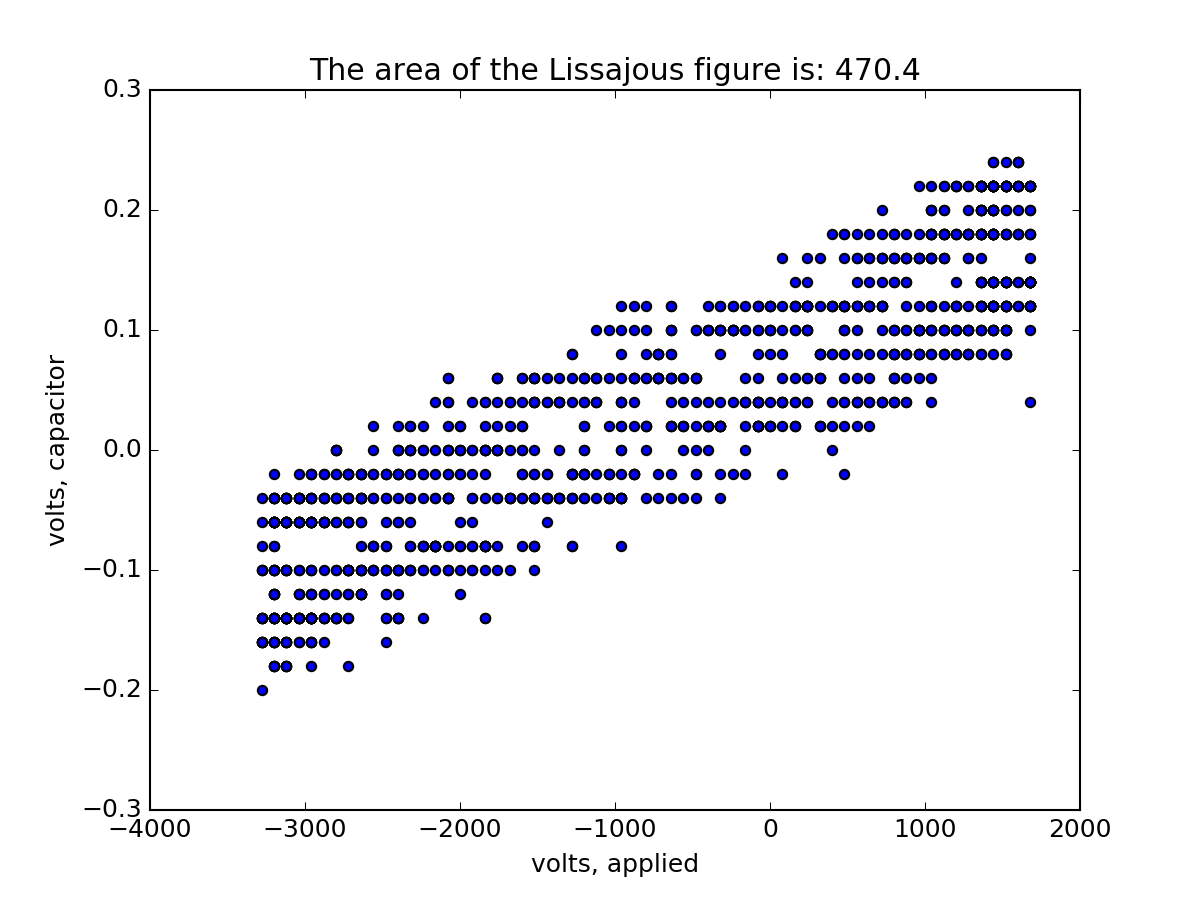 The area of the Lissajous figure is: 470.4
0.3
0.2
0.1
0.0
−0.1
−0.2
−0.3
volts, capacitor
−4000 −3000 −2000 −1000 0 1000 2000
volts, applied